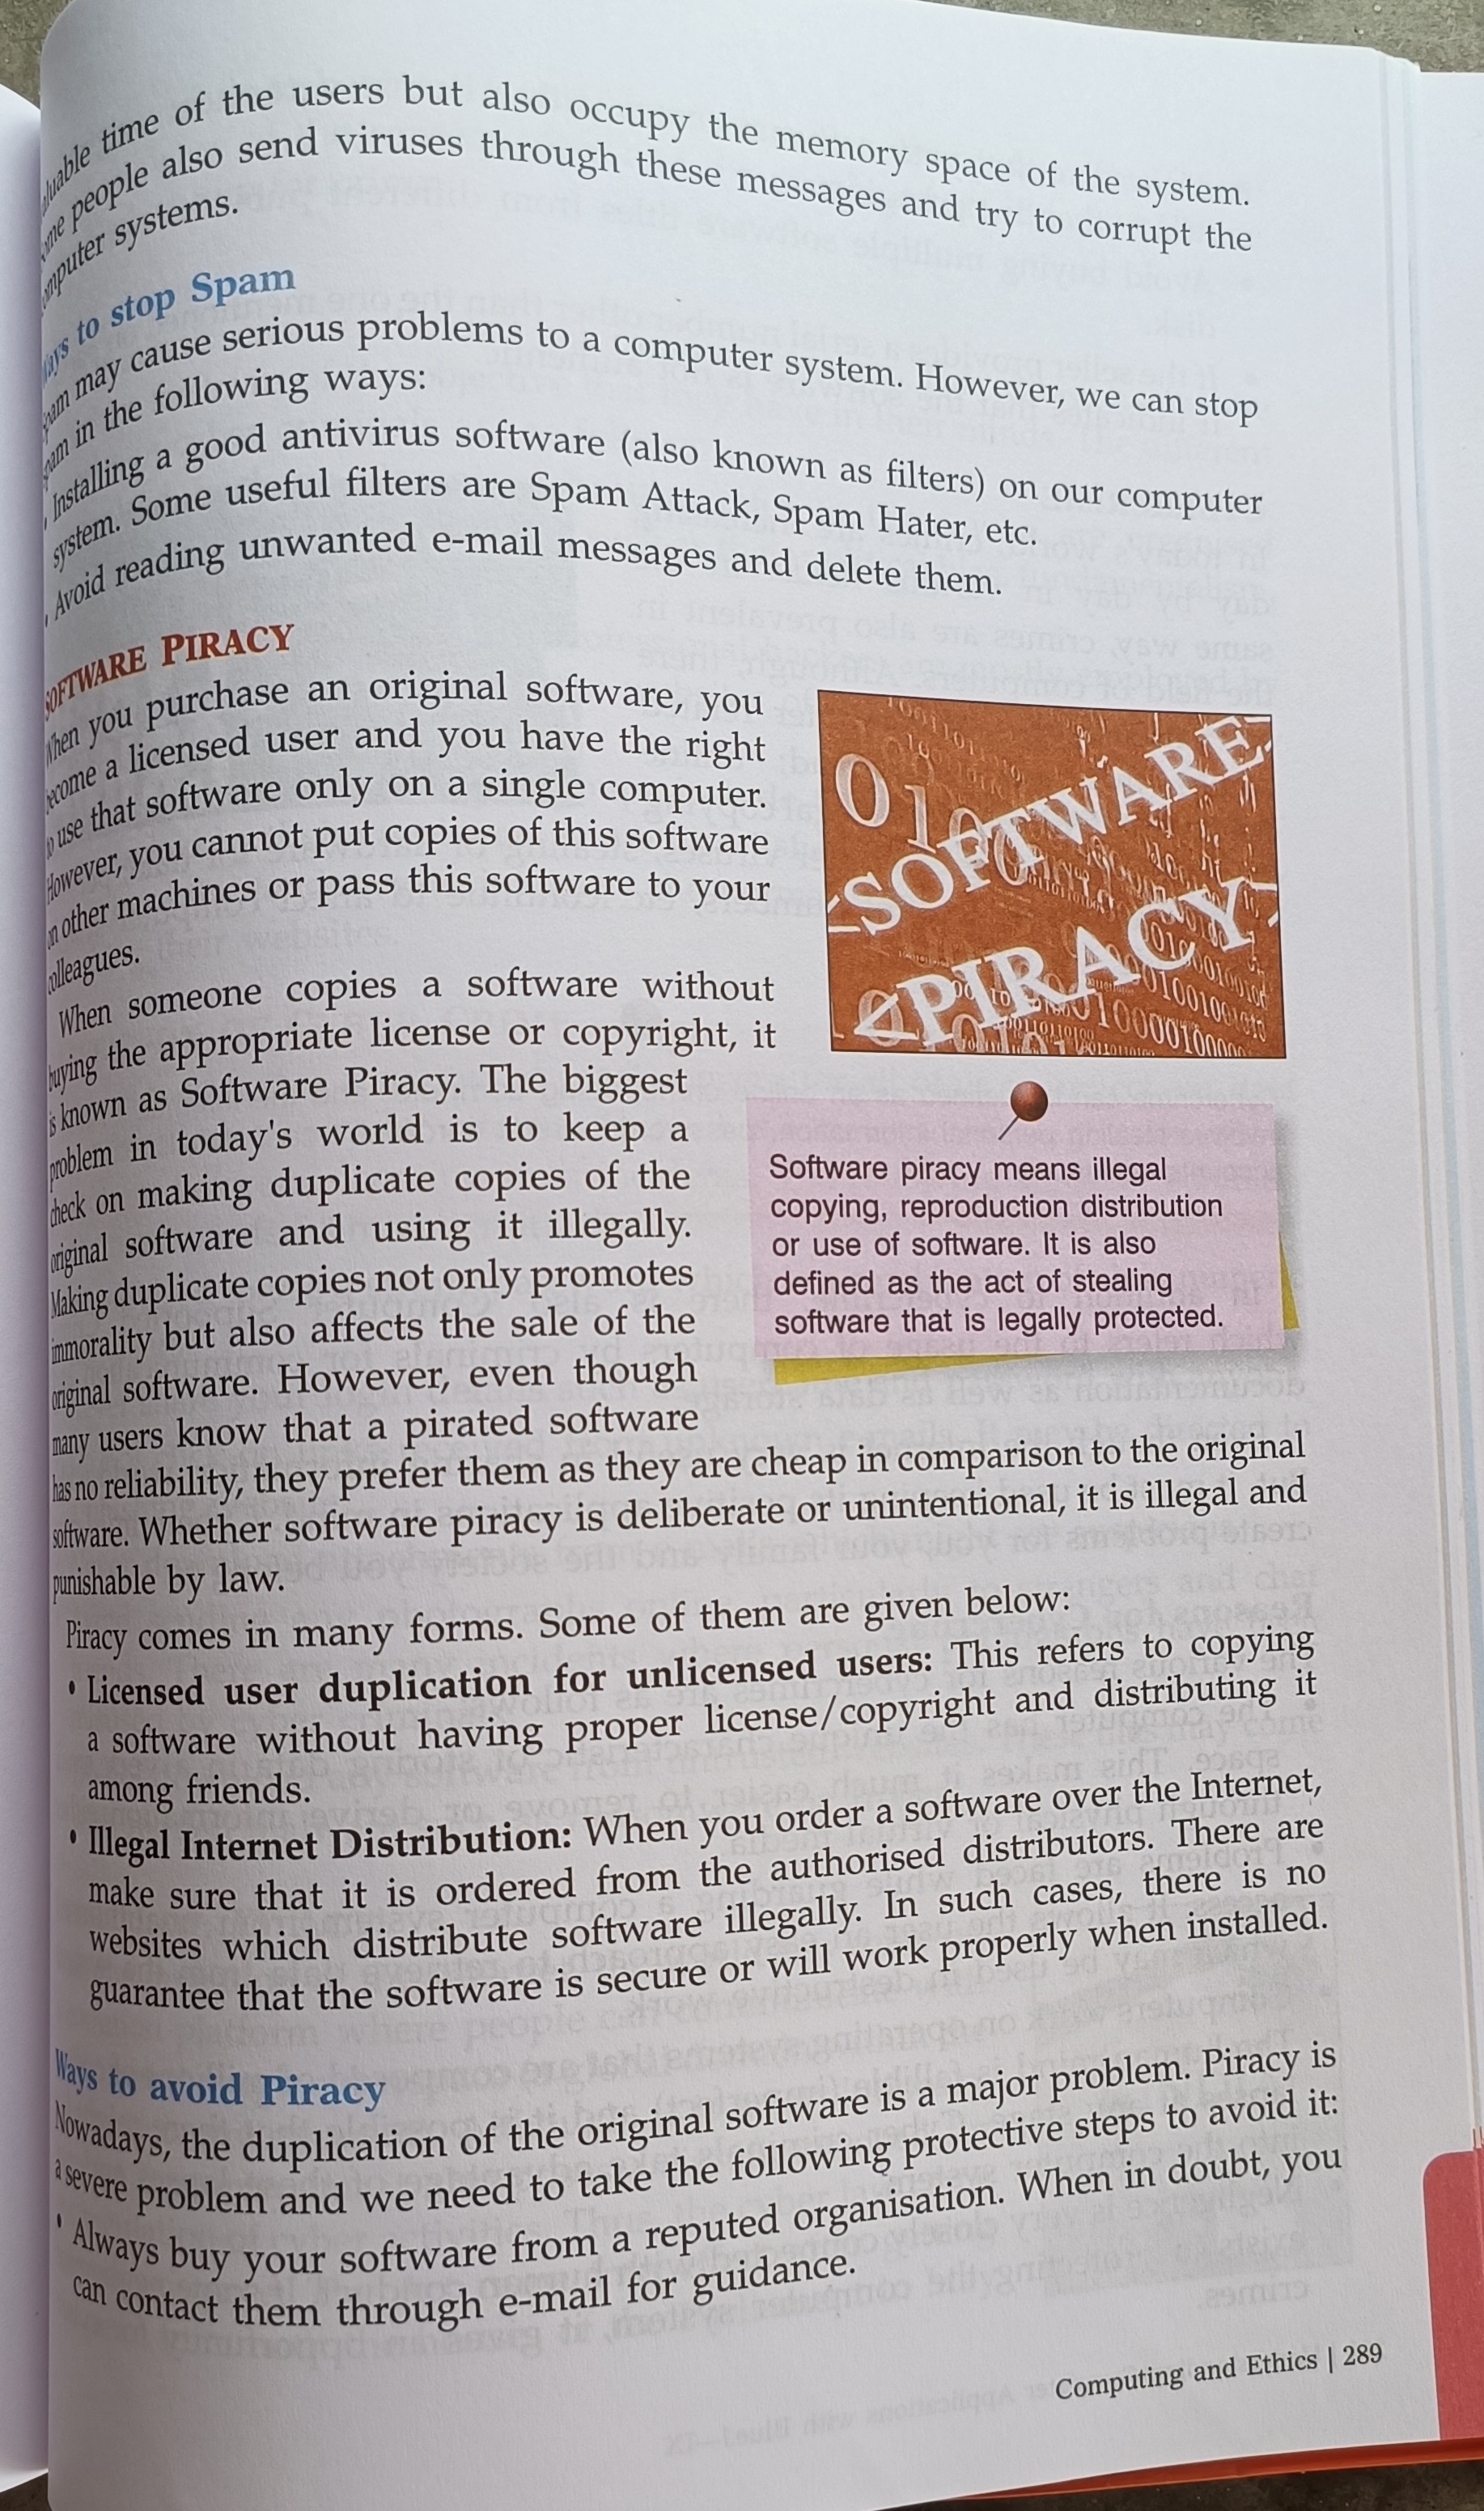 time of the users but also occupy the memory space of the system.
people also send viruses through these messages and try to corrupt the
systems.
to stop Spam
may cause serious problems to a computer system. However, we can stop
in the following ways:
Installing a good antivirus software (also known as filters) on our computer
system. Some useful filters are Spam Attack, Spam Hater, etc.
Avoid reading unwanted e-mail messages and delete them.
SOFTWARE PIRACY
When you purchase an original software, you
become a licensed user and you have the right
to use that software only on a single computer.
However, you cannot put copies of this software
on other machines or pass this software to your
colleagues.
When someone copies a software without
buying the appropriate license or copyright, it
is known as Software Piracy. The biggest
problem in today's world is to keep a
check on making duplicate copies of the
original software and using it illegally.
Making duplicate copies not only promotes
immorality but also affects the sale of the
original software. However, even though
many users know that a pirated software
has no reliability, they prefer them as they are cheap in comparison to the original
software. Whether software piracy is deliberate or unintentional, it is illegal and
punishable by law.
<SOFTWARE
<PIRACY
Software piracy means illegal
copying, reproduction distribution
or use of software. It is also
defined as the act of stealing
software that is legally protected.
Piracy comes in many forms. Some of them are given below:
• Licensed user duplication for unlicensed users: This refers to copying
a software without having proper license/copyright and distributing it
among friends.
• Illegal Internet Distribution: When you order a software over the Internet,
make sure that it is ordered from the authorised distributors. There are
websites which distribute software illegally. In such cases, there is no
guarantee that the software is secure or will work properly when installed.
Ways to avoid Piracy
Nowadays, the duplication of the original software is a major problem. Piracy is
a severe problem and we need to take the following protective steps to avoid it:
• Always buy your software from a reputed organisation. When in doubt, you
can contact them through e-mail for guidance.
Computing and Ethics | 289